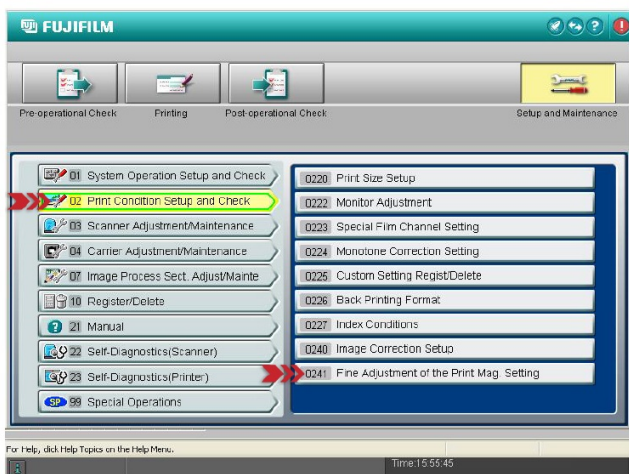 FUJIFILM
Pre-operational Check
Printing
Post-operational Check
Setup and Maintenance
01 System Operation Setup and Check
02 Print Condition Setup and Check
03 Scanner Adjustment/Maintenance
04 Carrier Adjustment/Maintenance
07 Image Process Sect. Adjust/Mainte
10 Register/Delete
21 Manual
22 Self-Diagnostics(Scanner)
23 Self-Diagnostics(Printer)
SP 99 Special Operations
0220 Print Size Setup
0222 Monitor Adjustment
0223 Special Film Channel Setting
0224 Monotone Correction Setting
0225 Custom Setting Regist/Delete
0226 Back Printing Format
0227 Index Conditions
0240 Image Correction Setup
0241 Fine Adjustment of the Print Mag. Setting
For Help, click Help Topics on the Help Menu.
Time:15:55:45